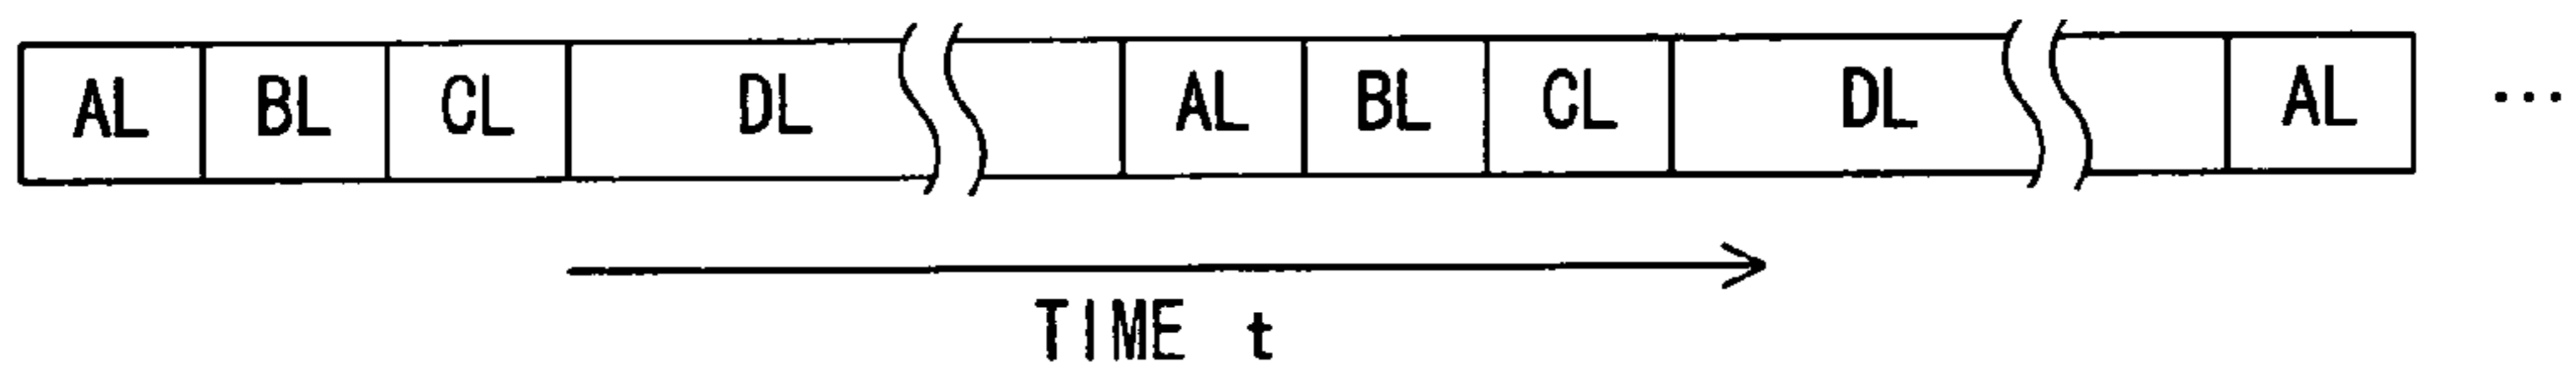 AL BL CL DL AL BL CL DL AL ...
TIME t